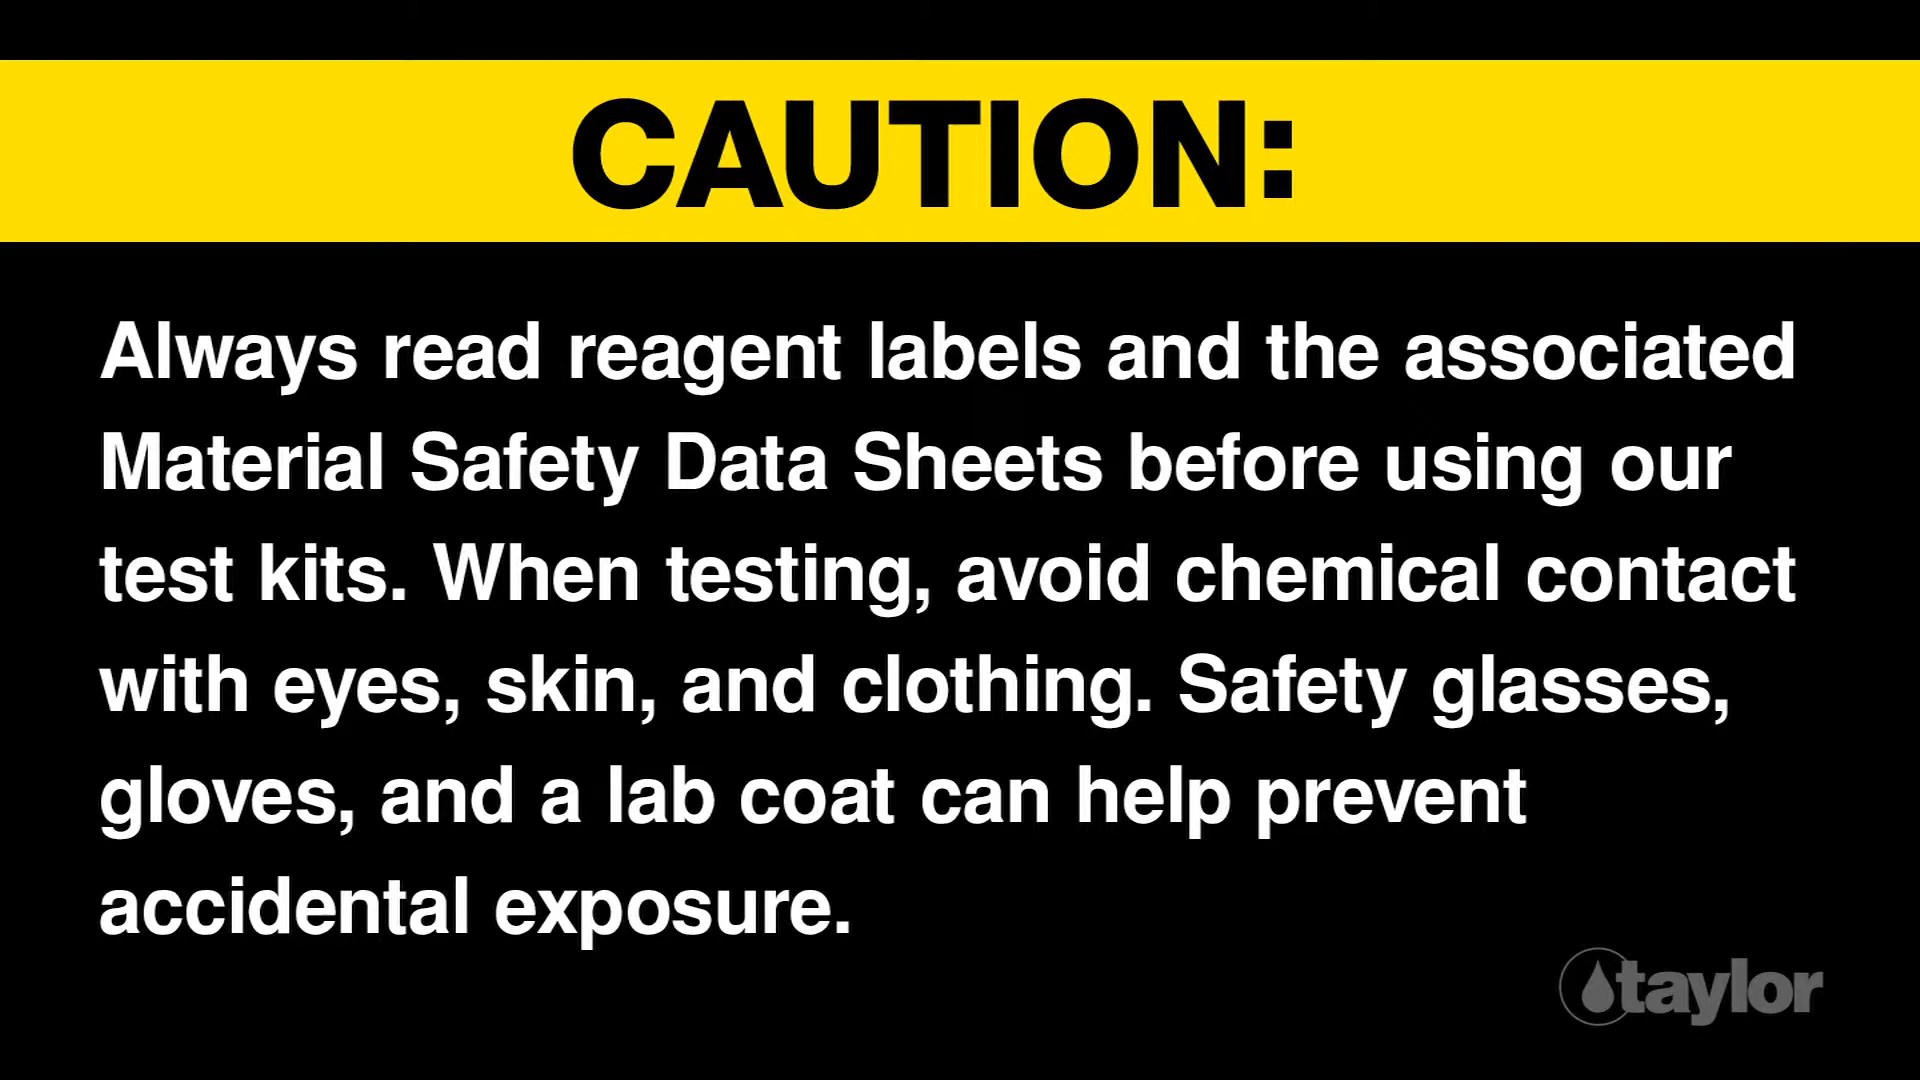 CAUTION:
Always read reagent labels and the associated
Material Safety Data Sheets before using our
test kits. When testing, avoid chemical contact
with eyes, skin, and clothing. Safety glasses,
gloves, and a lab coat can help prevent
accidental exposure.
taylor